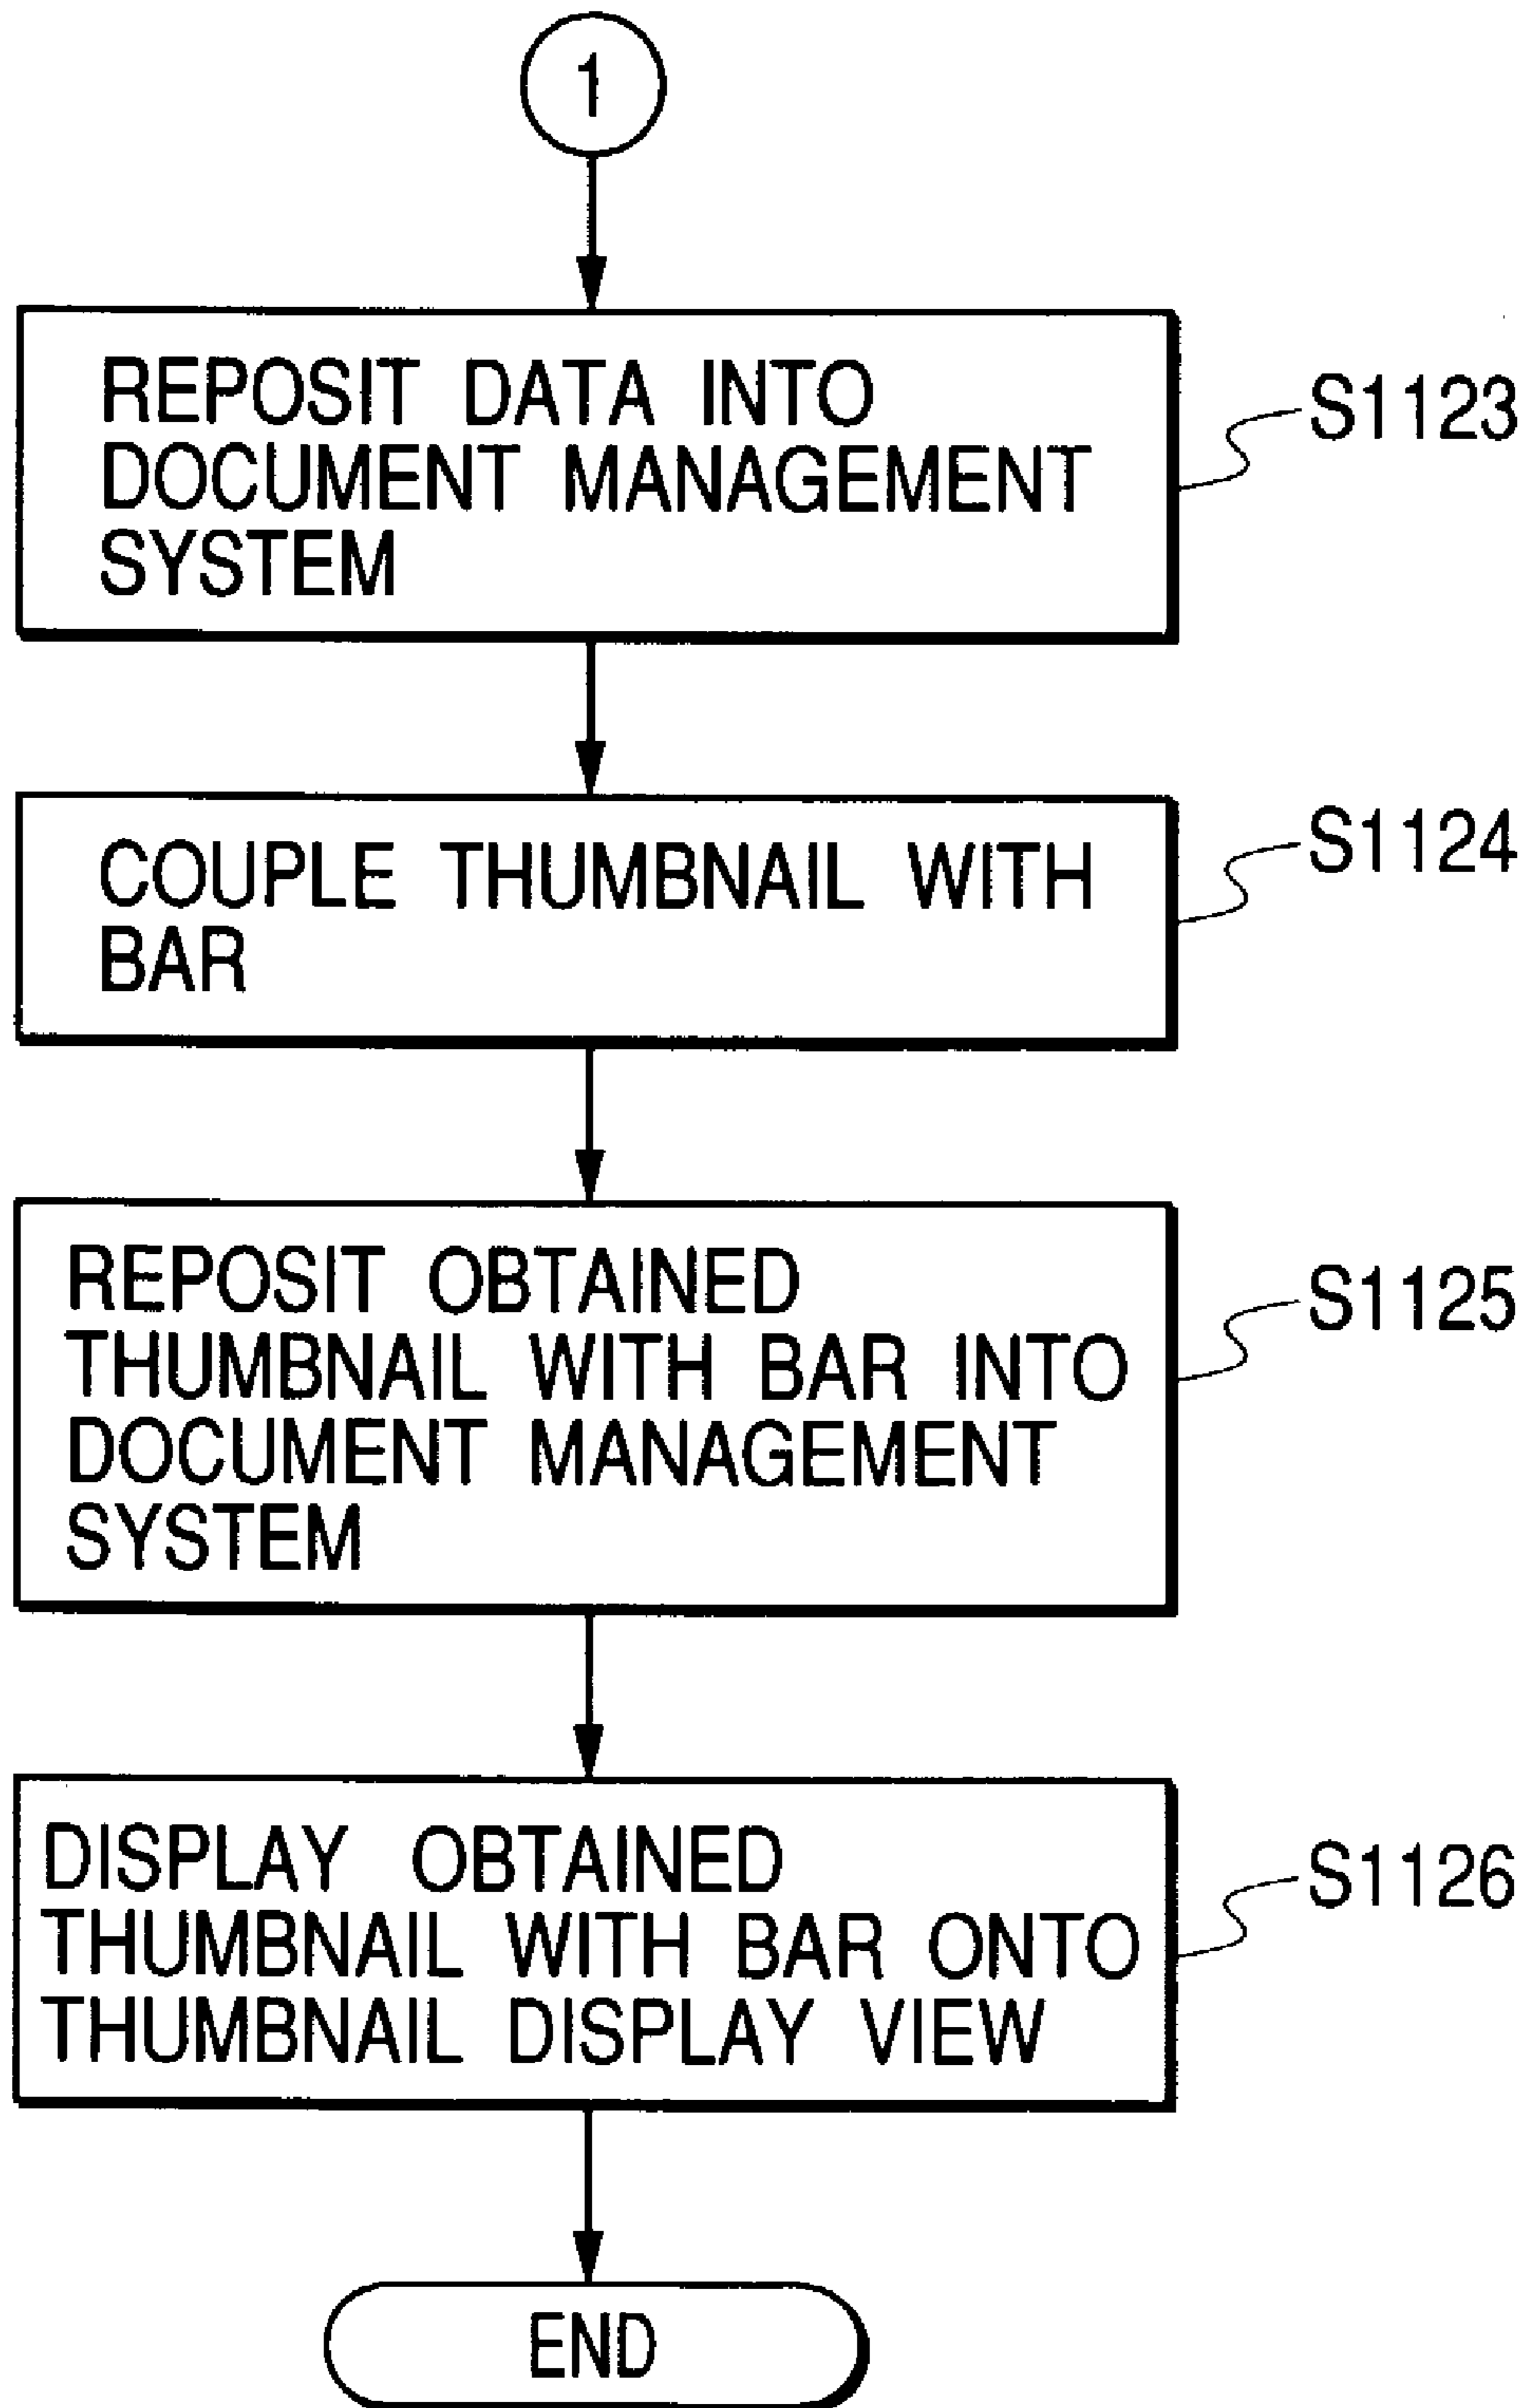 1
REPOSIT DATA INTO
DOCUMENT MANAGEMENT
SYSTEM
S1123
COUPLE THUMBNAIL WITH
BAR
S1124
REPOSIT OBTAINED
THUMBNAIL WITH BAR INTO
DOCUMENT MANAGEMENT
SYSTEM
S1125
DISPLAY OBTAINED
THUMBNAIL WITH BAR ONTO
THUMBNAIL DISPLAY VIEW
S1126
END